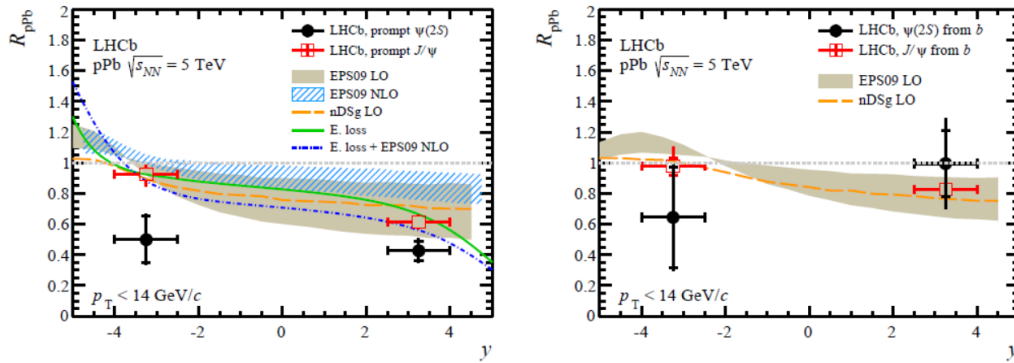 R_pPb
2
1.8
1.6
1.4
1.2
1
0.8
0.6
0.4
0.2
0
LHCb
pPb √s_NN = 5 TeV
LHCb, prompt ψ(2S)
LHCb, prompt J/ψ
EPS09 LO
EPS09 NLO
nDSg LO
E. loss
E. loss + EPS09 NLO
p_T < 14 GeV/c
-4 -2 0 2 4
y
R_pPb
2
1.8
1.6
1.4
1.2
1
0.8
0.6
0.4
0.2
0
LHCb
pPb √s_NN = 5 TeV
LHCb, ψ(2S) from b
LHCb, J/ψ from b
EPS09 LO
nDSg LO
p_T < 14 GeV/c
-4 -2 0 2 4
y